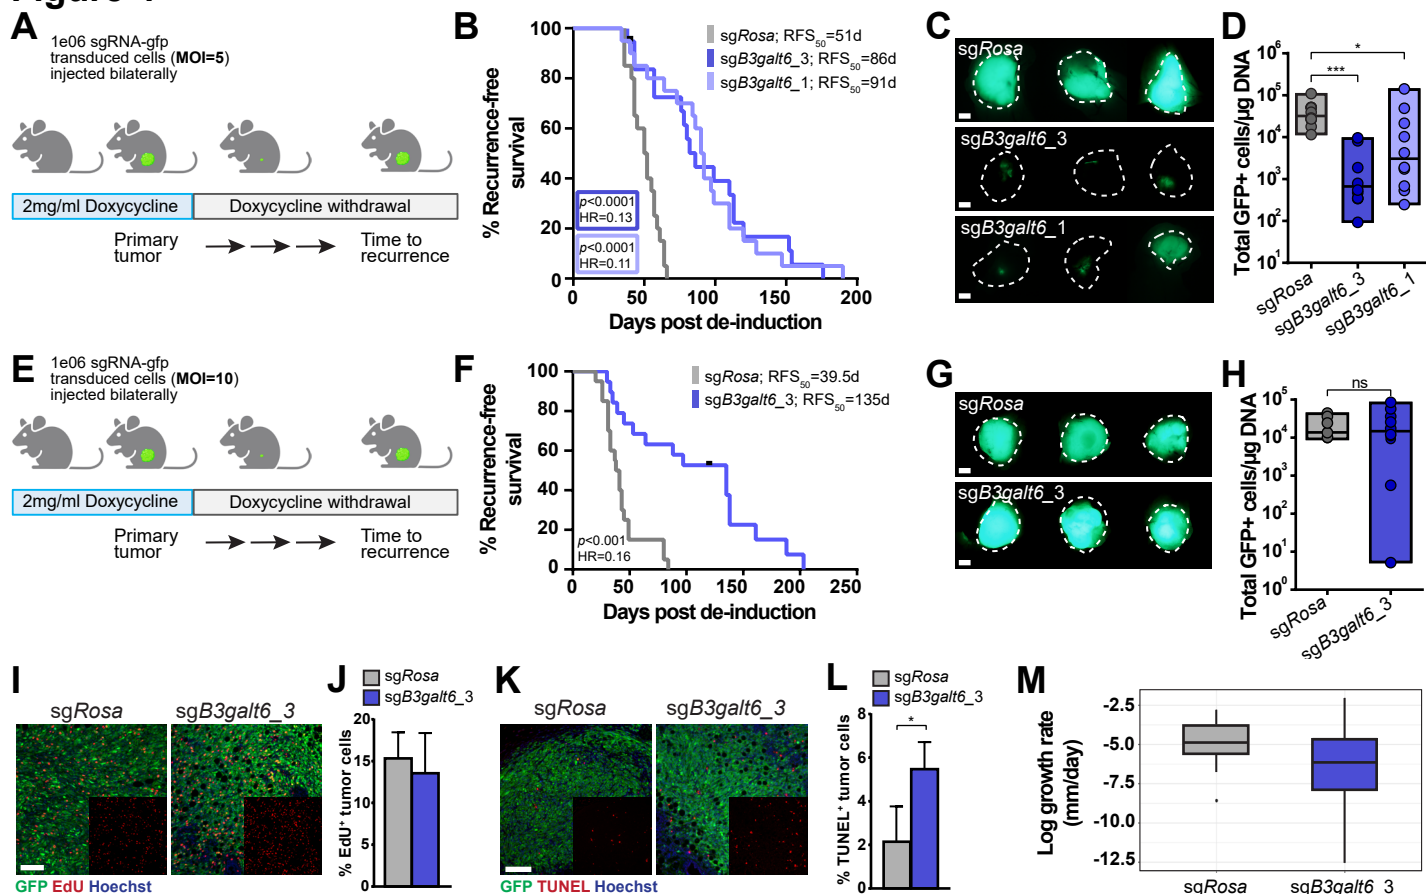 A
1e06 sgRNA-gfp
transduced cells (MOI=5)
injected bilaterally
2mg/ml Doxycycline
Doxycycline withdrawal
Primary
tumor
Time to
recurrence
B
% Recurrence-free
survival
100
80
60
40
20
0
0 50 100 150 200
Days post de-induction
sgRosa; RFS50=51d
sgB3galt6_3; RFS50=86d
sgB3galt6_1; RFS50=91d
p<0.0001
HR=0.13
p<0.0001
HR=0.11
C
sgRosa
sgB3galt6_3
sgB3galt6_1
D
Total GFP+ cells/µg DNA
10^6
10^5
10^4
10^3
10^2
10^1
*
***
sgRosa
sgB3galt6_3
sgB3galt6_1
E
1e06 sgRNA-gfp
transduced cells (MOI=10)
injected bilaterally
2mg/ml Doxycycline
Doxycycline withdrawal
Primary
tumor
Time to
recurrence
F
% Recurrence-free
survival
100
80
60
40
20
0
0 50 100 150 200 250
Days post de-induction
sgRosa; RFS50=39.5d
sgB3galt6_3; RFS50=135d
p<0.001
HR=0.16
G
sgRosa
sgB3galt6_3
H
Total GFP+ cells/µg DNA
10^5
10^4
10^3
10^2
10^1
10^0
ns
sgRosa
sgB3galt6_3
I
sgRosa
sgB3galt6_3
GFP EdU Hoechst
J
sgRosa
sgB3galt6_3
% EdU+ tumor cells
20
15
10
5
0
K
sgRosa
sgB3galt6_3
GFP TUNEL Hoechst
L
sgRosa
sgB3galt6_3
% TUNEL+ tumor cells
8
6
4
2
0
*
M
Log growth rate
(mm/day)
-2.5
-5.0
-7.5
-10.0
-12.5
sgRosa
sgB3galt6_3